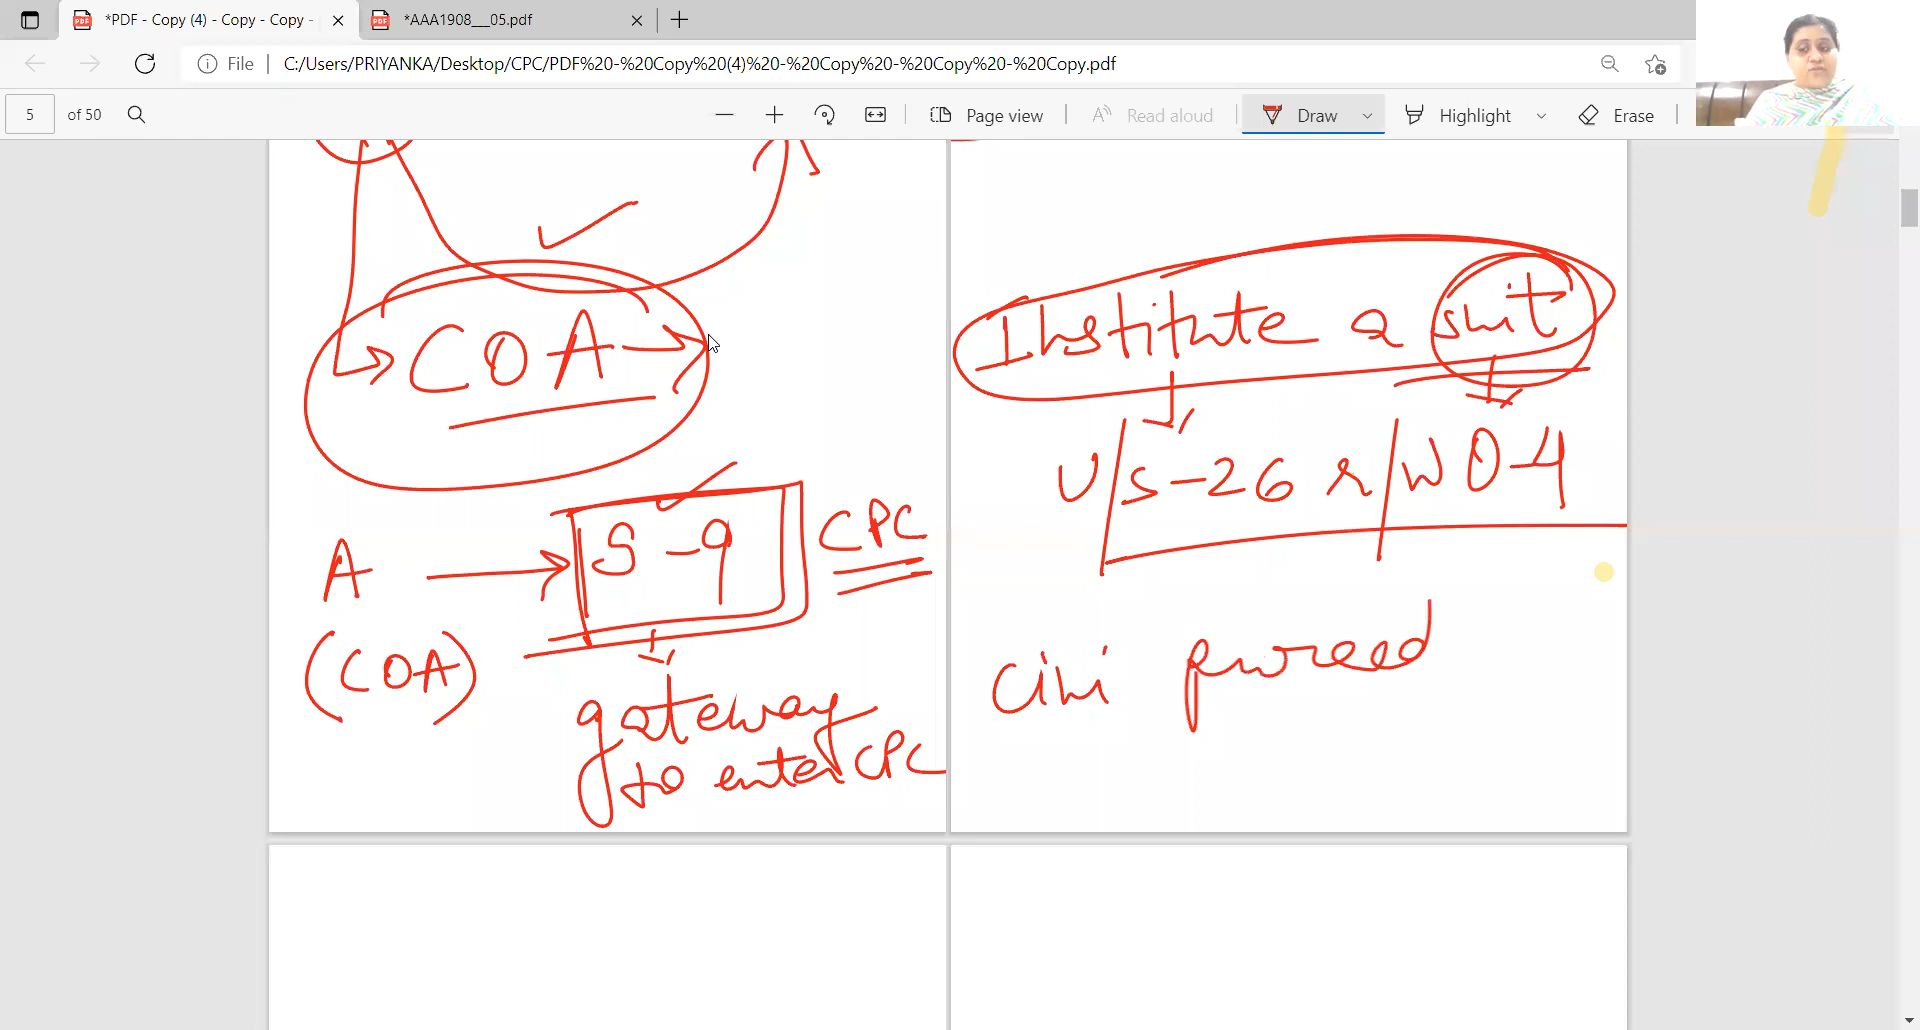 *PDF - Copy (4) - Copy - Copy -
*AAA1908___05.pdf
File
C:/Users/PRIYANKA/Desktop/CPC/PDF%20-%20Copy%20(4)%20-%20Copy%20-%20Copy%20-%20Copy.pdf
5 of 50
Page view
Read aloud
Draw
Highlight
Erase
COA
A
S-9
CPC
(COA)
gateway
to enter CPC
Institute a suit
U/S-26 r/w O-4
civi proceed